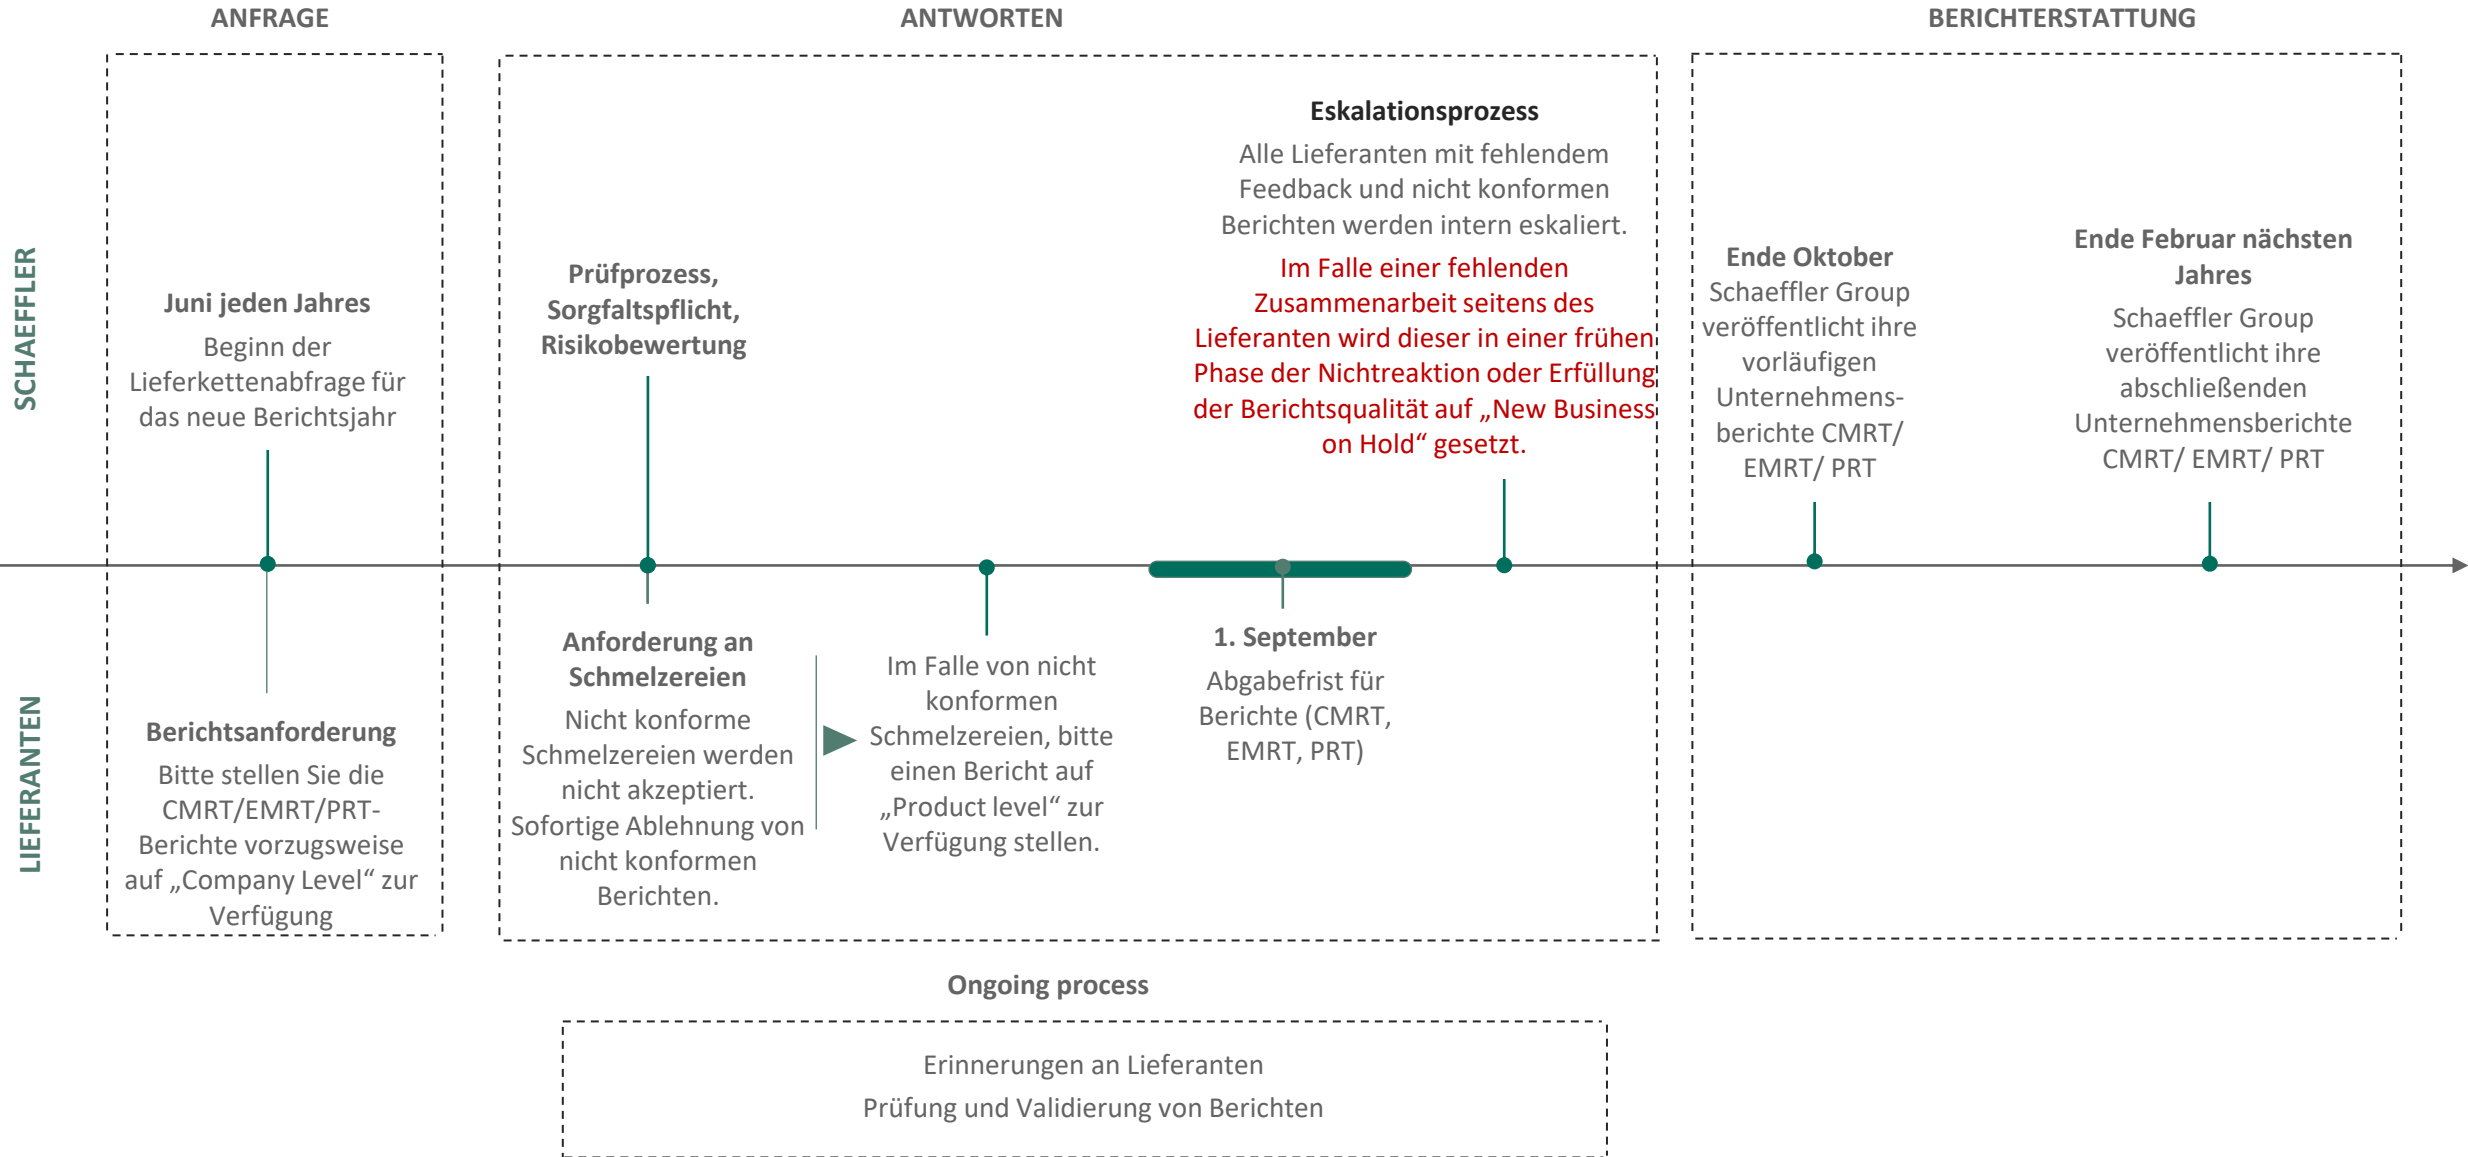 ANFRAGE
ANTWORTEN
BERICHTERSTATTUNG
SCHAEFFLER
Juni jeden Jahres
Beginn der
Lieferkettenabfrage für
das neue Berichtsjahr
Prüfprozess,
Sorgfaltspflicht,
Risikobewertung
Eskalationsprozess
Alle Lieferanten mit fehlendem
Feedback und nicht konformen
Berichten werden intern eskaliert.
Im Falle einer fehlenden
Zusammenarbeit seitens des
Lieferanten wird dieser in einer frühen
Phase der Nichtreaktion oder Erfüllung
der Berichtsqualität auf „New Business
on Hold“ gesetzt.
Ende Oktober
Schaeffler Group
veröffentlicht ihre
vorläufigen
Unternehmens-
berichte CMRT/
EMRT/ PRT
Ende Februar nächsten
Jahres
Schaeffler Group
veröffentlicht ihre
abschließenden
Unternehmensberichte
CMRT/ EMRT/ PRT
LIEFERANTEN
Berichtsanforderung
Bitte stellen Sie die
CMRT/EMRT/PRT-
Berichte vorzugsweise
auf „Company Level“ zur
Verfügung
Anforderung an
Schmelzereien
Nicht konforme
Schmelzereien werden
nicht akzeptiert.
Sofortige Ablehnung von
nicht konformen
Berichten.
Im Falle von nicht
konformen
Schmelzereien, bitte
einen Bericht auf
„Product level“ zur
Verfügung stellen.
1. September
Abgabefrist für
Berichte (CMRT,
EMRT, PRT)
Ongoing process
Erinnerungen an Lieferanten
Prüfung und Validierung von Berichten